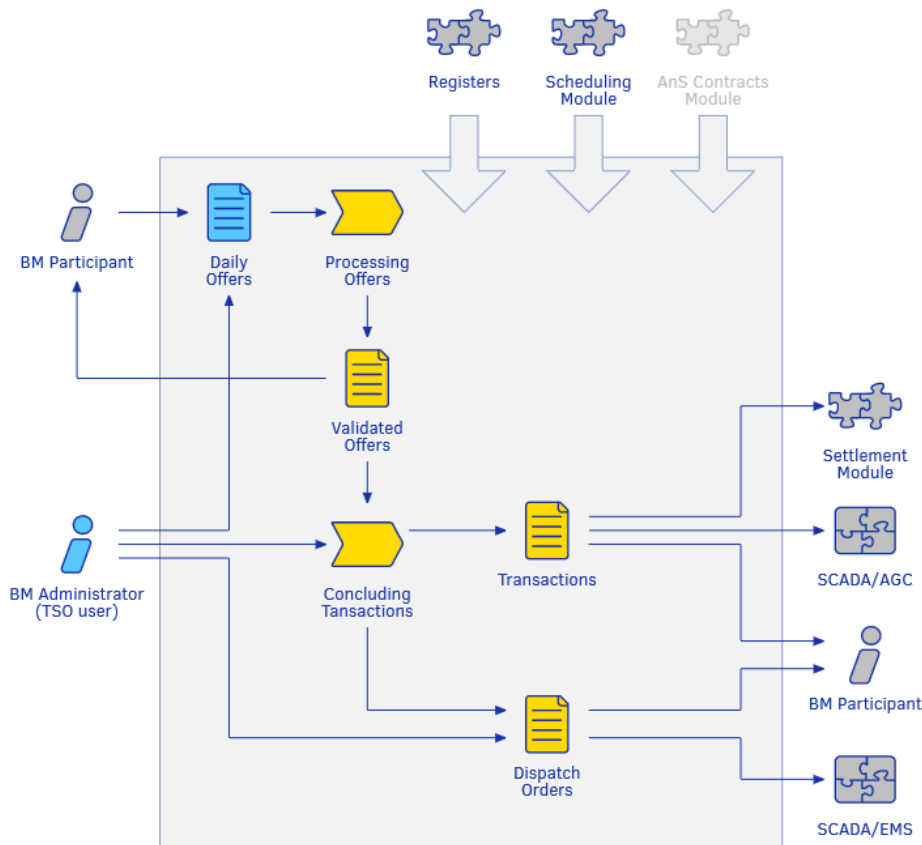 Registers
Scheduling
Module
AnS Contracts
Module
BM Participant
Daily
Offers
Processing
Offers
Validated
Offers
Settlement
Module
BM Administrator
(TSO user)
Concluding
Tansactions
Transactions
SCADA/AGC
BM Participant
Dispatch
Orders
SCADA/EMS